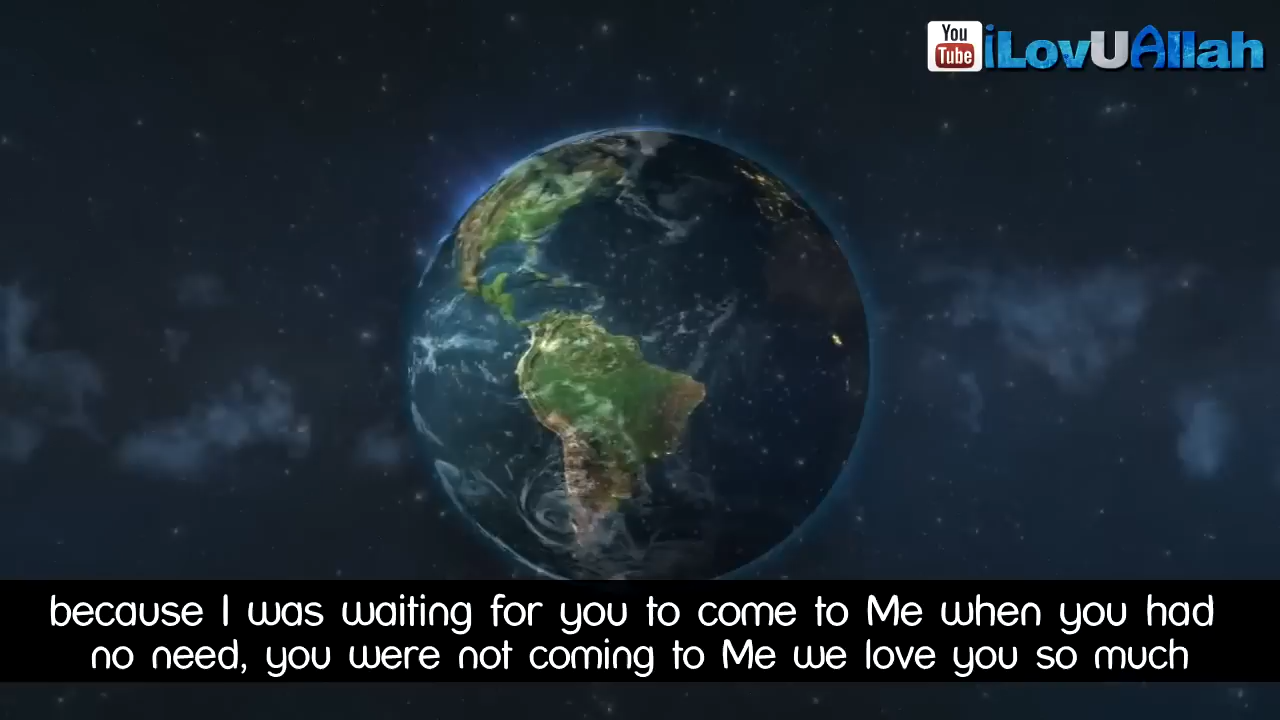 You
Tube
iLovUAllah
because I was waiting for you to come to Me when you had
no need, you were not coming to Me we love you so much